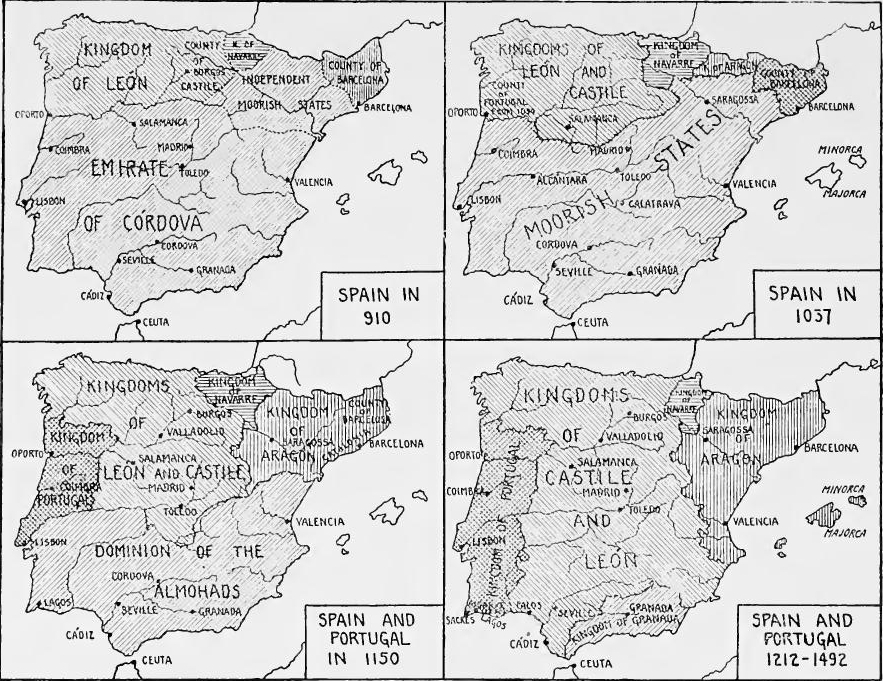 KINGDOM
OF LEÓN
COUNTY
OF
BURGOS
CASTILE
K. OF
NAVARRE
INDEPENDENT
MOORISH STATES
COUNTY OF
BARCELONA
BARCELONA
OPORTO
SALAMANCA
COIMBRA
MADRID
EMIRATE
TOLEDO
VALENCIA
LISBON
OF CORDOVA
CORDOVA
SEVILLE
GRANADA
CÁDIZ
CEUTA
SPAIN IN
910
KINGDOMS OF
LEÓN AND
CASTILE
COUNTY
OF
PORTUGAL
FROM
KINGDOM
OF
NAVARRE
K. OF ARAGON
COUNTY OF
BARCELONA
SARAGOSSA
BARCELONA
OPORTO
SALAMANCA
COIMBRA
MADRID
MOORISH STATES
MINORCA
MAJORCA
ALCÁNTARA
TOLEDO
VALENCIA
LISBON
CALATRAVA
CORDOVA
SEVILLE
GRANADA
CÁDIZ
CEUTA
SPAIN IN
1037
KINGDOMS
OF
LEÓN AND CASTILE
KINGDOM
OF
NAVARRE
BURGOS
KINGDOM
OF
ARAGON
SARAGOSSA
COUNTY
OF
BARCELONA
CATALONIA
BARCELONA
KINGDOM
OF
PORTUGAL
VALLADOLID
OPORTO
SALAMANCA
COIMBRA
MADRID
TOLEDO
VALENCIA
LISBON
DOMINION OF THE
ALMOHADS
CORDOVA
LAGOS
SEVILLE
GRANADA
CÁDIZ
CEUTA
SPAIN AND
PORTUGAL
IN 1150
KINGDOMS
OF
CASTILE
AND
LEÓN
KINGDOM
OF
NAVARRE
BURGOS
KINGDOM
OF
ARAGON
SARAGOSSA
BARCELONA
VALLADOLID
OPORTO
SALAMANCA
COIMBRA
MADRID
KINGDOM OF PORTUGAL
TOLEDO
VALENCIA
MINORCA
MAJORCA
LISBON
LAGOS
SEVILLE
GRANADA
KINGDOM OF GRANADA
CÁDIZ
CEUTA
SPAIN AND
PORTUGAL
1212-1492